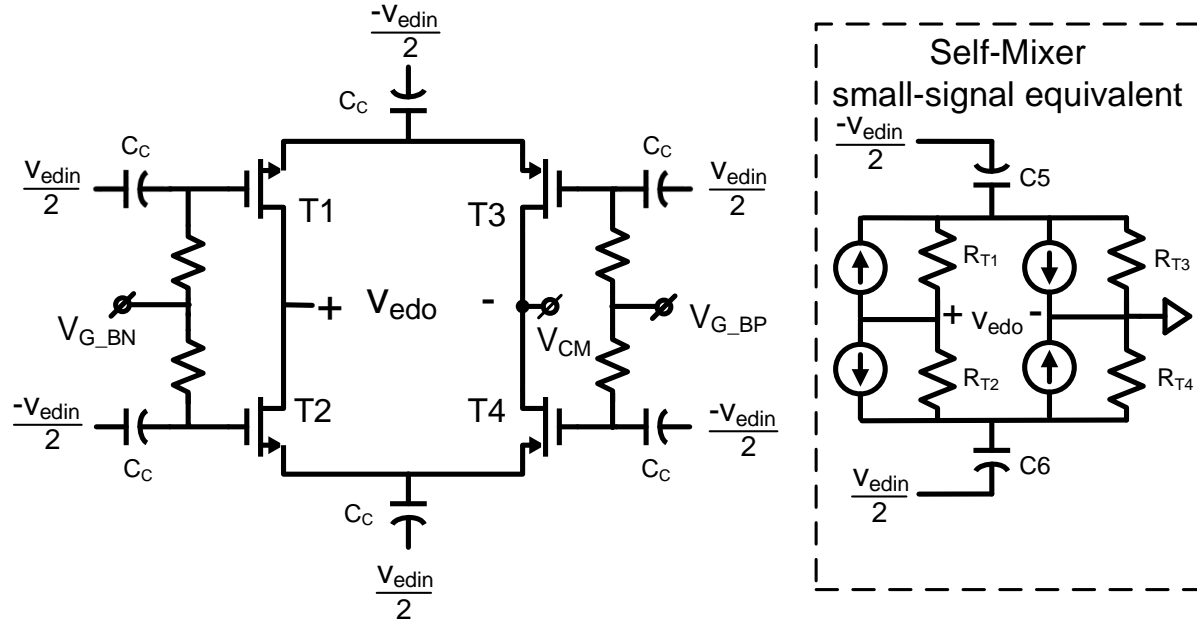 -vedin
2
CC
CC
vedin
2
T1
T3
CC
vedin
2
VG_BN
+ vedo -
VCM
VG_BP
-vedin
2
CC
T2
T4
CC
-vedin
2
CC
vedin
2
Self-Mixer
small-signal equivalent
-vedin
2
C5
RT1
RT3
+ vedo -
RT2
RT4
C6
vedin
2